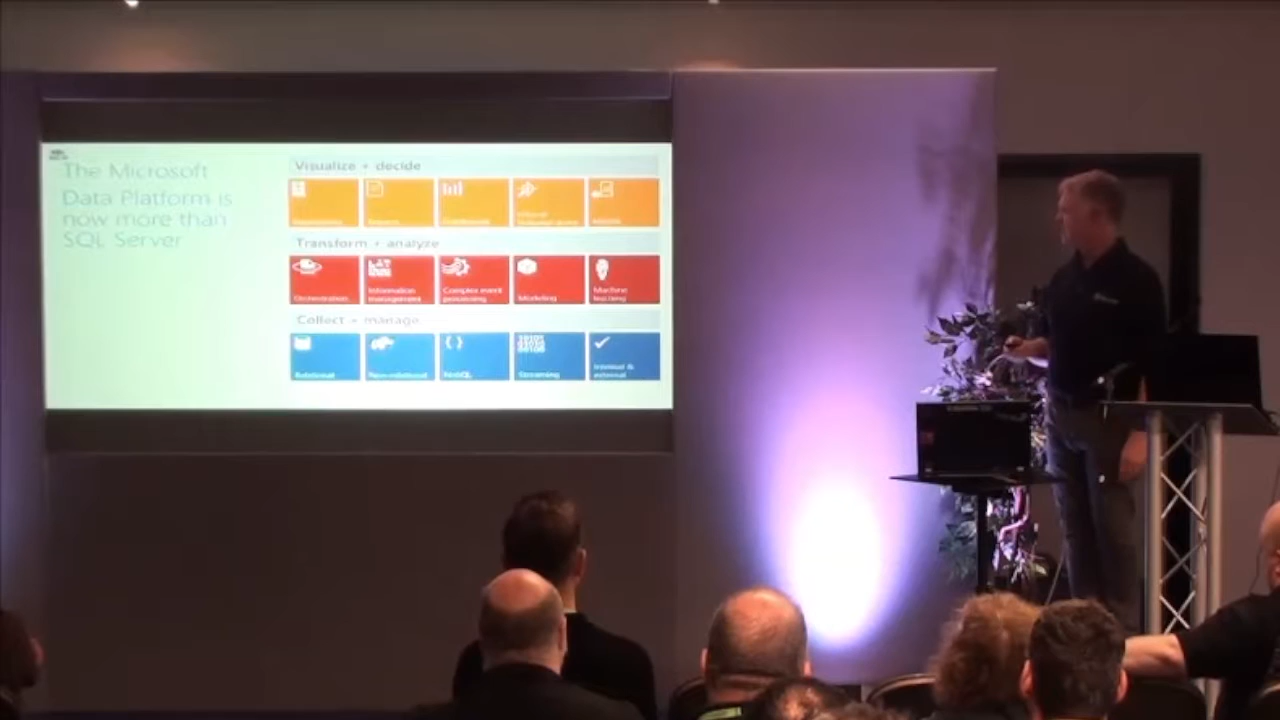 The Microsoft
Data Platform is
now more than
SQL Server
Visualize + decide
Transform + analyze
Orchestration
Information
management
Complex event
processing
Modeling
Machine
learning
Collect + manage
Relational
Non-relational
NoSQL
Streaming
Internal &
external